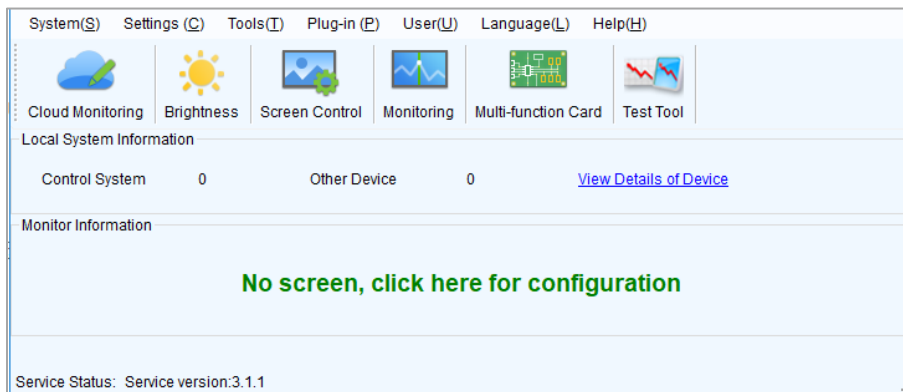 System(S) Settings (C) Tools(T) Plug-in (P) User(U) Language(L) Help(H)
Cloud Monitoring Brightness Screen Control Monitoring Multi-function Card Test Tool
Local System Information
Control System 0 Other Device 0 View Details of Device
Monitor Information
No screen, click here for configuration
Service Status: Service version:3.1.1